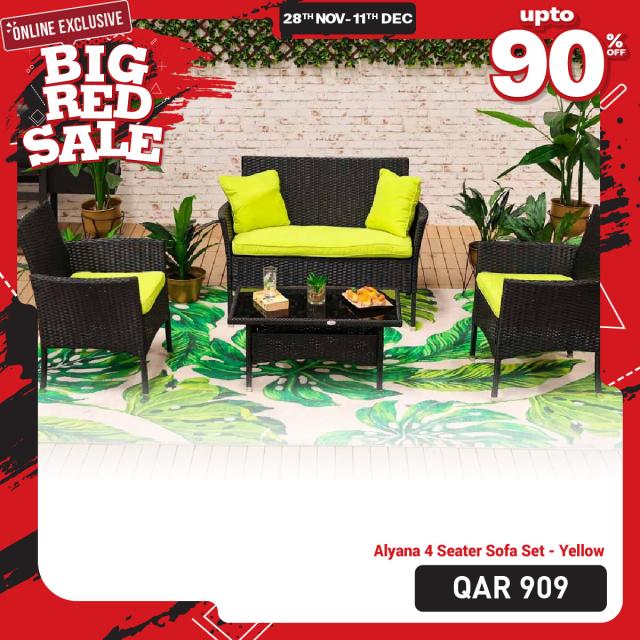 ONLINE EXCLUSIVE
BIG
RED
SALE
28TH NOV - 11TH DEC
upto
90%
OFF
Alyana 4 Seater Sofa Set - Yellow
QAR 909